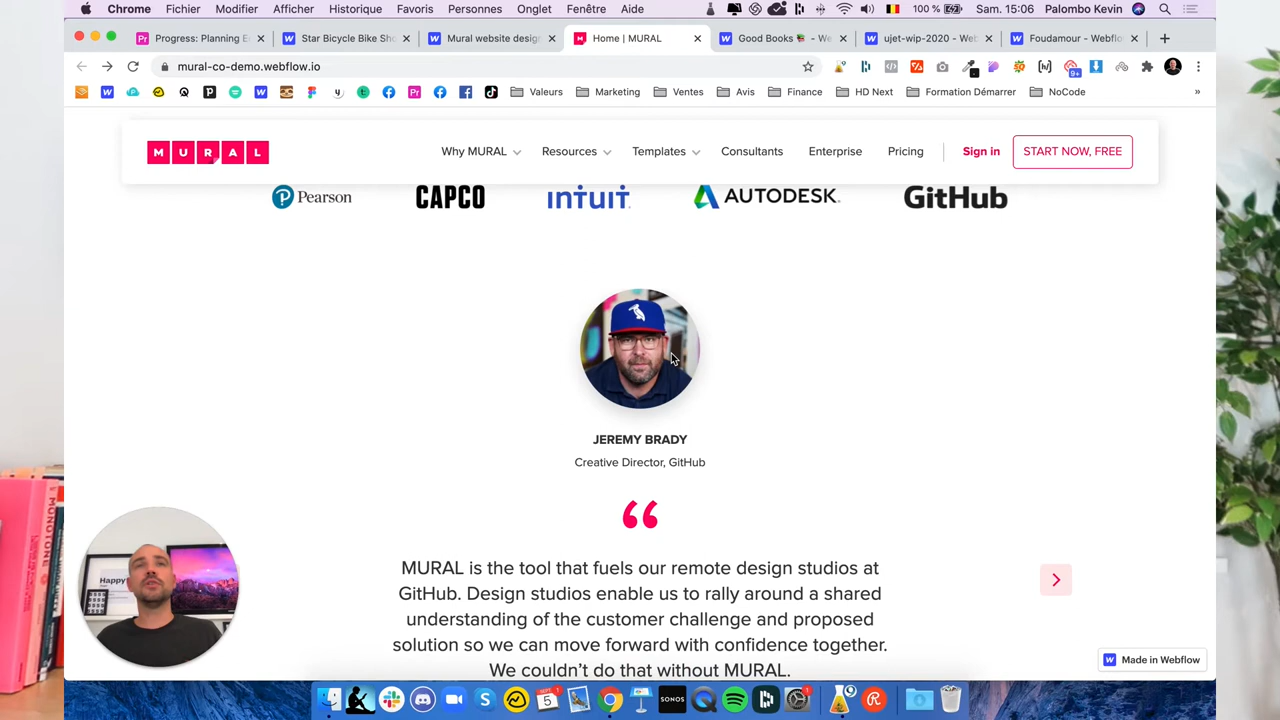 Chrome Fichier Modifier Afficher Historique Favoris Personnes Onglet Fenêtre Aide 100 % Sam. 15:06 Palombo Kevin
Progress: Planning E
Star Bicycle Bike Sho
Mural website design
Home | MURAL
Good Books
ujet-wip-2020 - Web
Foudamour - Webflo
mural-co-demo.webflow.io
Valeurs Marketing Ventes Avis Finance HD Next Formation Démarrer NoCode
MURAL
Why MURAL Resources Templates Consultants Enterprise Pricing Sign in START NOW, FREE
Pearson CAPCO INTUIT AUTODESK GitHub
JEREMY BRADY
Creative Director, GitHub
“
MURAL is the tool that fuels our remote design studios at
GitHub. Design studios enable us to rally around a shared
understanding of the customer challenge and proposed
solution so we can move forward with confidence together.
We couldn’t do that without MURAL.
Made in Webflow
Happy
MONOTONE
SONOS